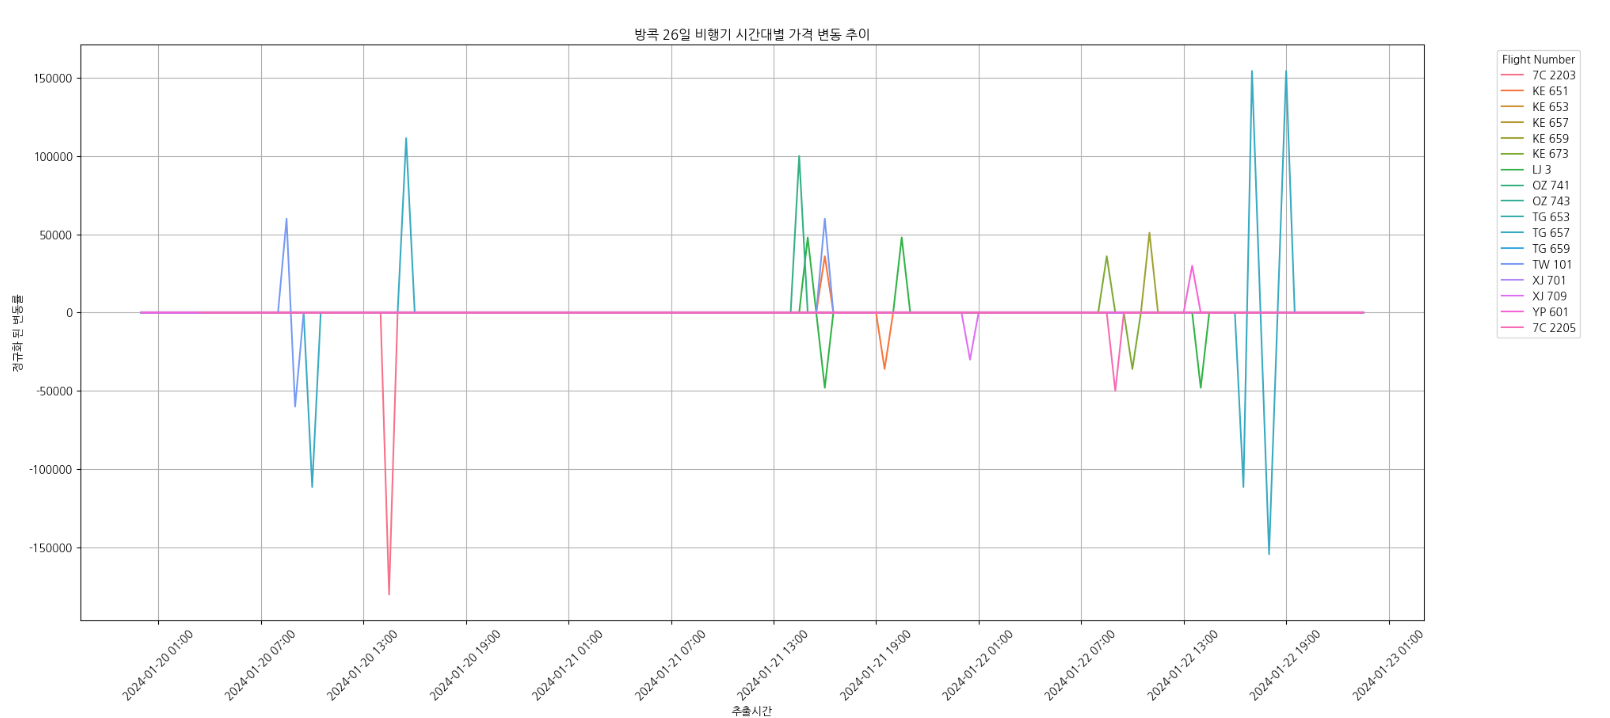 방콕 26일 비행기 시간대별 가격 변동 추이
정규화 된 변동률
150000
100000
50000
0
-50000
-100000
-150000
2024-01-20 01:00
2024-01-20 07:00
2024-01-20 13:00
2024-01-20 19:00
2024-01-21 01:00
2024-01-21 07:00
2024-01-21 13:00
2024-01-21 19:00
2024-01-22 01:00
2024-01-22 07:00
2024-01-22 13:00
2024-01-22 19:00
2024-01-23 01:00
추출시간
Flight Number
7C 2203
KE 651
KE 653
KE 657
KE 659
KE 673
LJ 3
OZ 741
OZ 743
TG 653
TG 657
TG 659
TW 101
XJ 701
XJ 709
YP 601
7C 2205